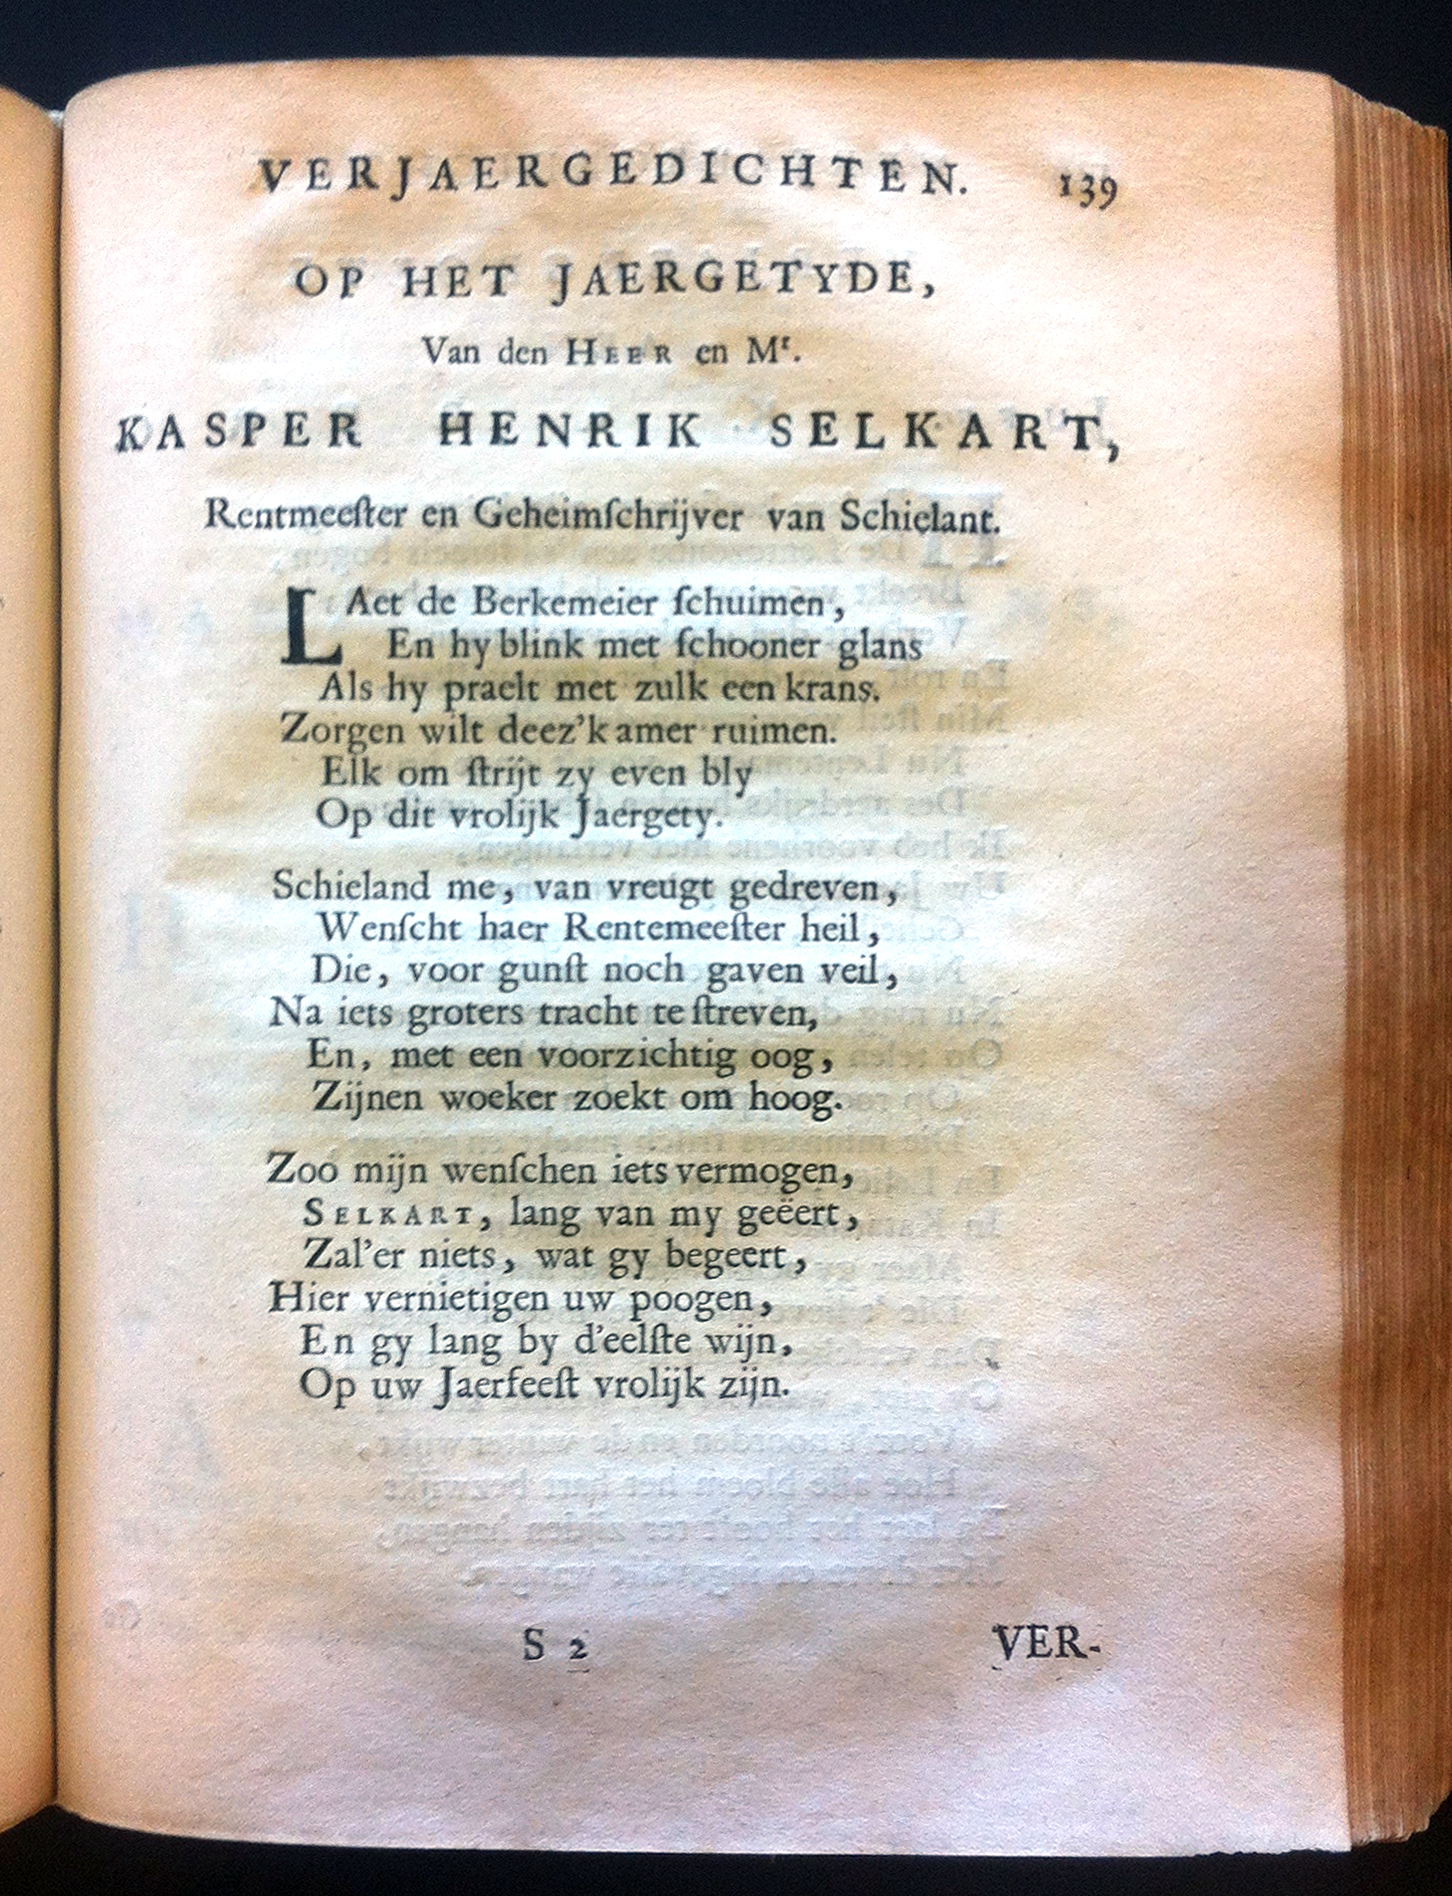 VERJAERGEDICHTEN. 139
OP HET JAERGETYDE,
Van den HEER en Mr.
KASPER HENRIK SELKART,
Rentmeeſter en Geheimſchrijver van Schielant.
LAet de Berkemeier ſchuimen,
En hy blink met ſchooner glans
Als hy praelt met zulk een krans.
Zorgen wilt deez'kamer ruimen.
Elk om ſtrijt zy even bly
Op dit vrolijk Jaergety.
Schieland me, van vreugt gedreven,
Wenſcht haer Rentemeeſter heil,
Die, voor gunſt noch gaven veil,
Na iets groters tracht te ſtreven,
En, met een voorzichtig oog,
Zijnen woeker zoekt om hoog.
Zoo mijn wenſchen iets vermogen,
SELKART, lang van my geëert,
Zal'er niets, wat gy begeert,
Hier vernietigen uw poogen,
En gy lang by d'eelſte wijn,
Op uw Jaerfeeſt vrolijk zijn.
S 2 VER-